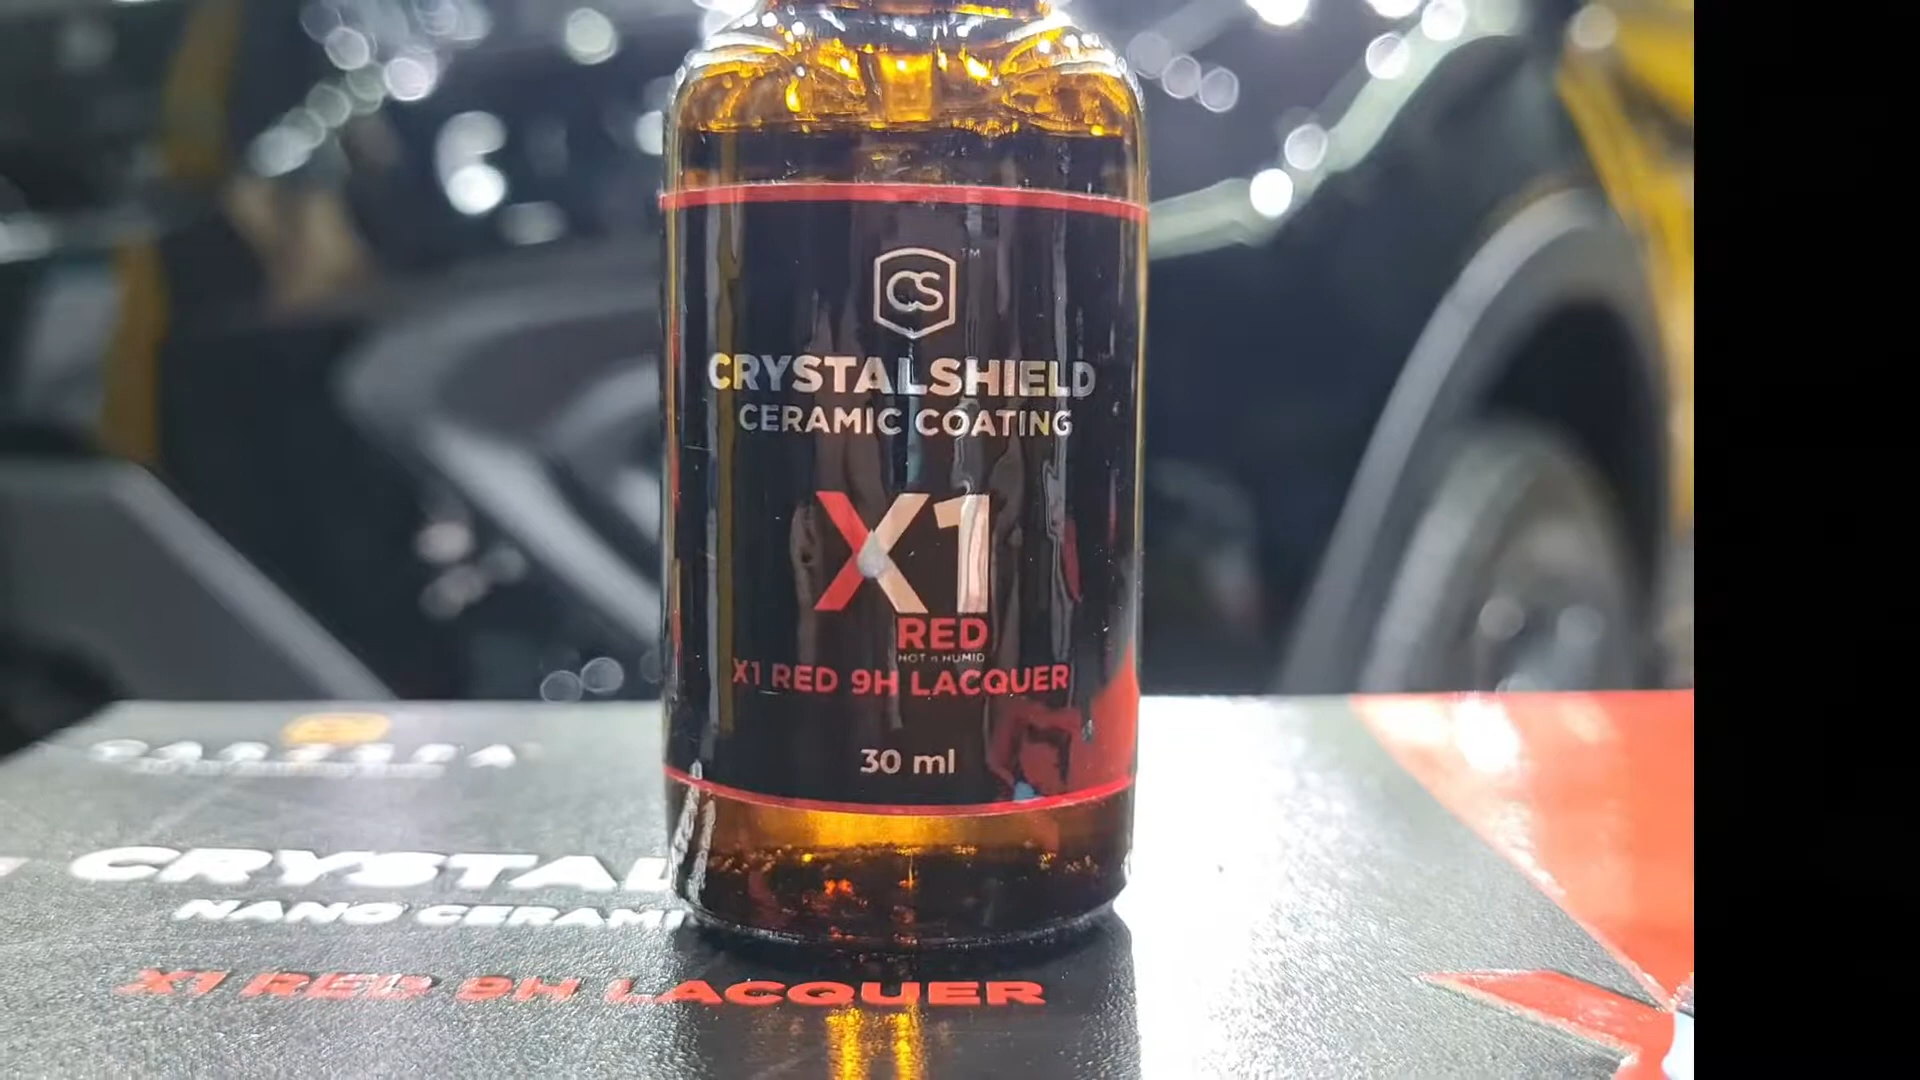 CS ™
CRYSTALSHIELD
CERAMIC COATING
X1
RED
HOT n HUMID
X1 RED 9H LACQUER
30 ml
CRYSTAL
NANO CERAMI
X1 RED 9H LACQUER